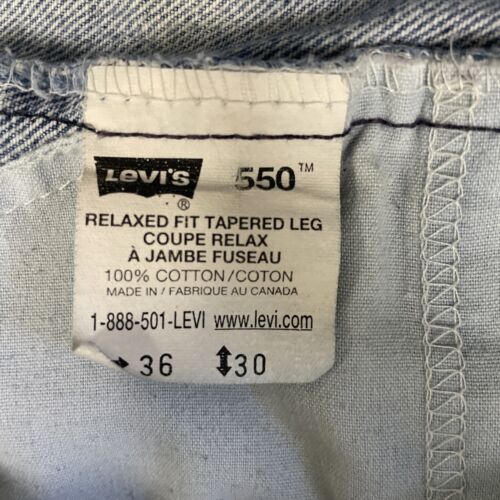 LEVI'S ® 550™
RELAXED FIT TAPERED LEG
COUPE RELAX
À JAMBE FUSEAU
100% COTTON/COTON
MADE IN / FABRIQUE AU CANADA
1-888-501-LEVI www.levi.com
36 ↕30